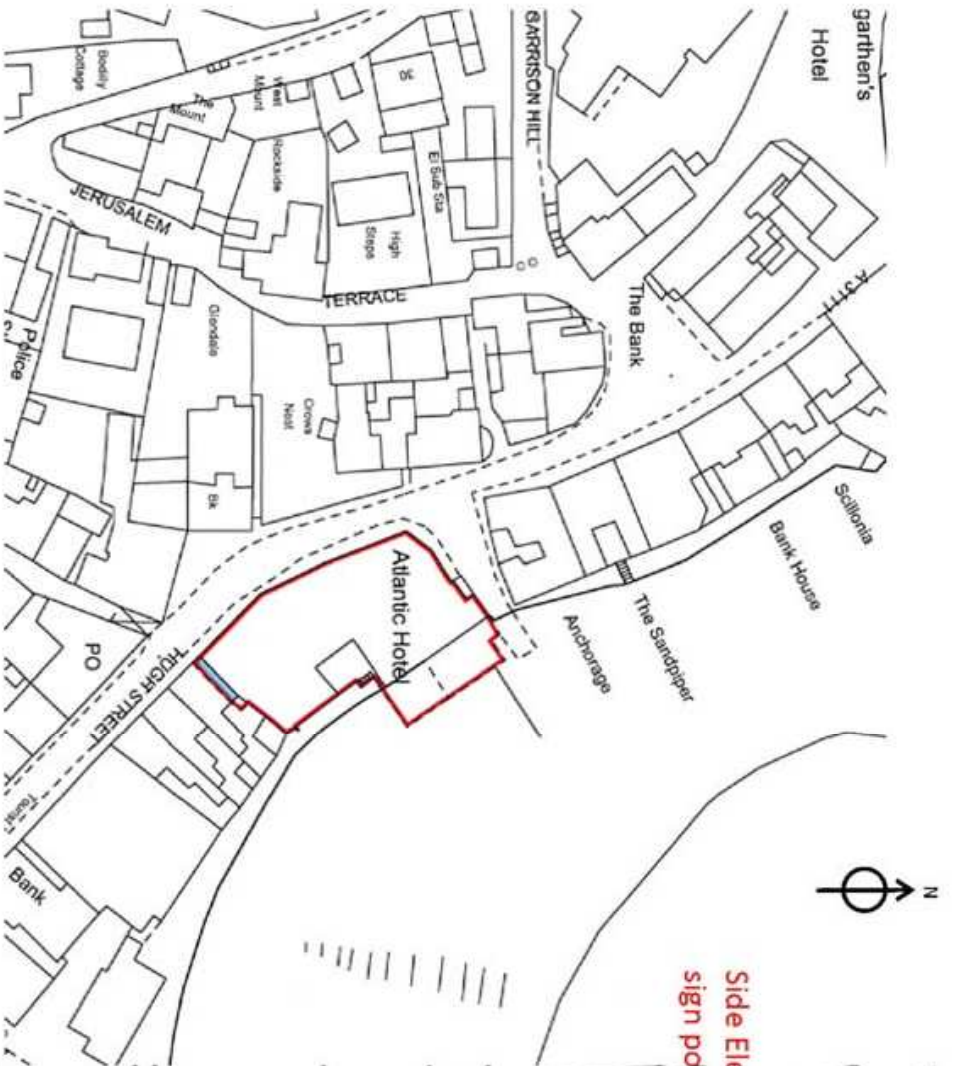 garthen's
Hotel
GARRISON HILL
Bodilly
Cottage
The
Mount
West
Mount
Rockside
30
El Sub Sta
High
Steps
JERUSALEM
TERRACE
The Bank
A 3111
Glendale
Crows
Nest
Bk
Police
S.
Scillonia
Bank House
The Sandpiper
Anchorage
Atlantic Hotel
PO
HUGH STREET
Tourist
Bank
N
Side Ele
sign po